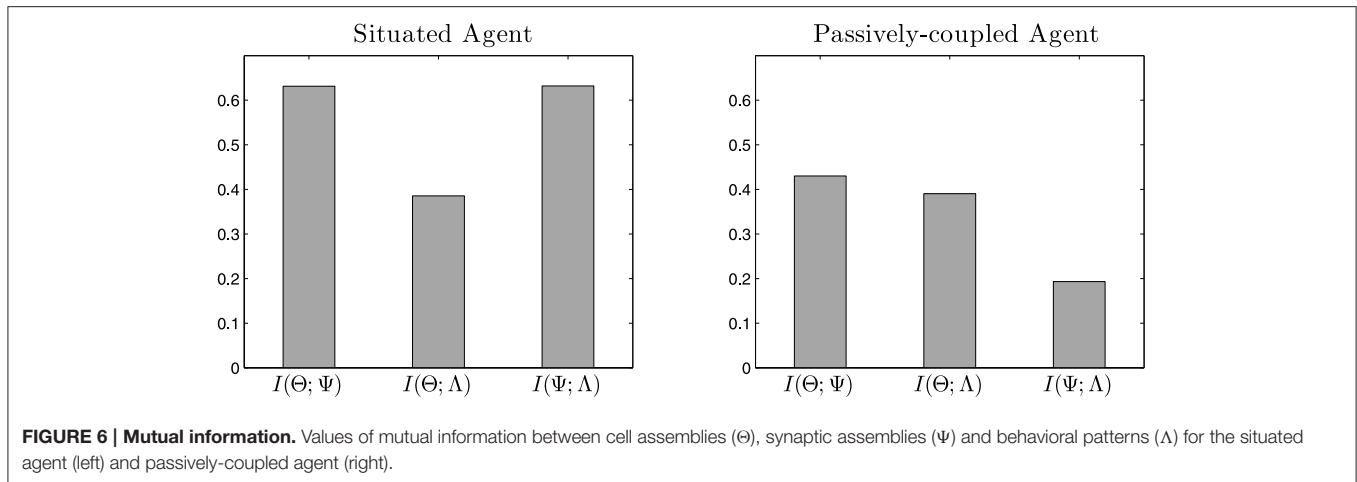 Situated Agent
0.6
0.5
0.4
0.3
0.2
0.1
0
I(Θ; Ψ) I(Θ; Λ) I(Ψ; Λ)
Passively-coupled Agent
0.6
0.5
0.4
0.3
0.2
0.1
0
I(Θ; Ψ) I(Θ; Λ) I(Ψ; Λ)
FIGURE 6 | Mutual information. Values of mutual information between cell assemblies (Θ), synaptic assemblies (Ψ) and behavioral patterns (Λ) for the situated
agent (left) and passively-coupled agent (right).